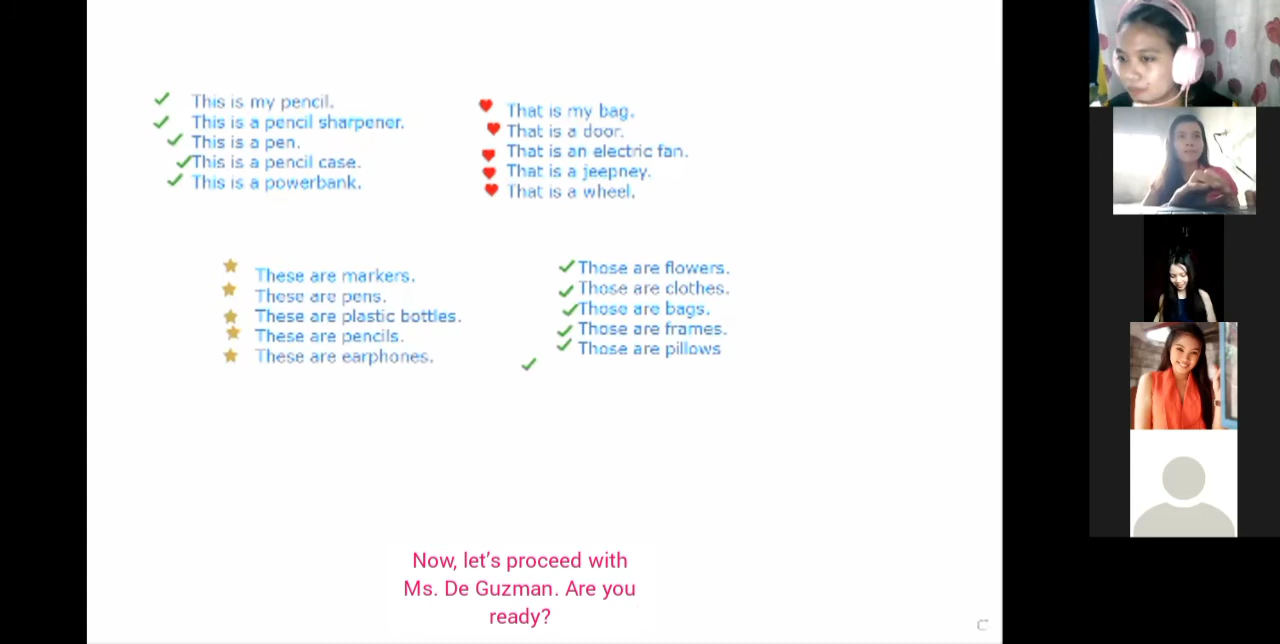 This is my pencil.
This is a pencil sharpener.
This is a pen.
This is a pencil case.
This is a powerbank.
That is my bag.
That is a door.
That is an electric fan.
That is a jeepney.
That is a wheel.
These are markers.
These are pens.
These are plastic bottles.
These are pencils.
These are earphones.
Those are flowers.
Those are clothes.
Those are bags.
Those are frames.
Those are pillows
Now, let's proceed with
Ms. De Guzman. Are you
ready?